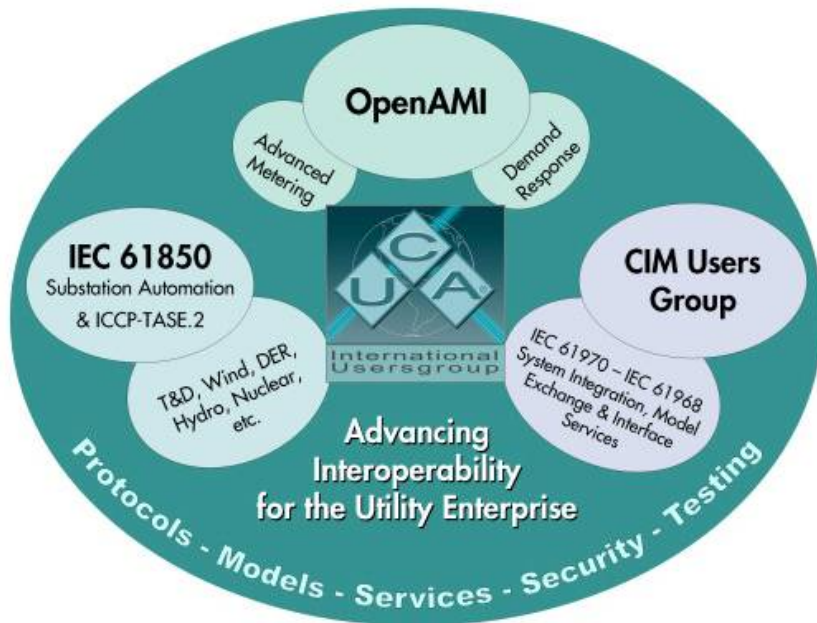 OpenAMI
Advanced
Metering
Demand
Response
IEC 61850
Substation Automation
& ICCP-TASE.2
T&D, Wind, DER,
Hydro, Nuclear,
etc.
UCA®
International
Usersgroup
CIM Users
Group
IEC 61970 – IEC 61968
System Integration, Model
Exchange & Interface
Services
Advancing
Interoperability
for the Utility Enterprise
Protocols - Models - Services - Security - Testing